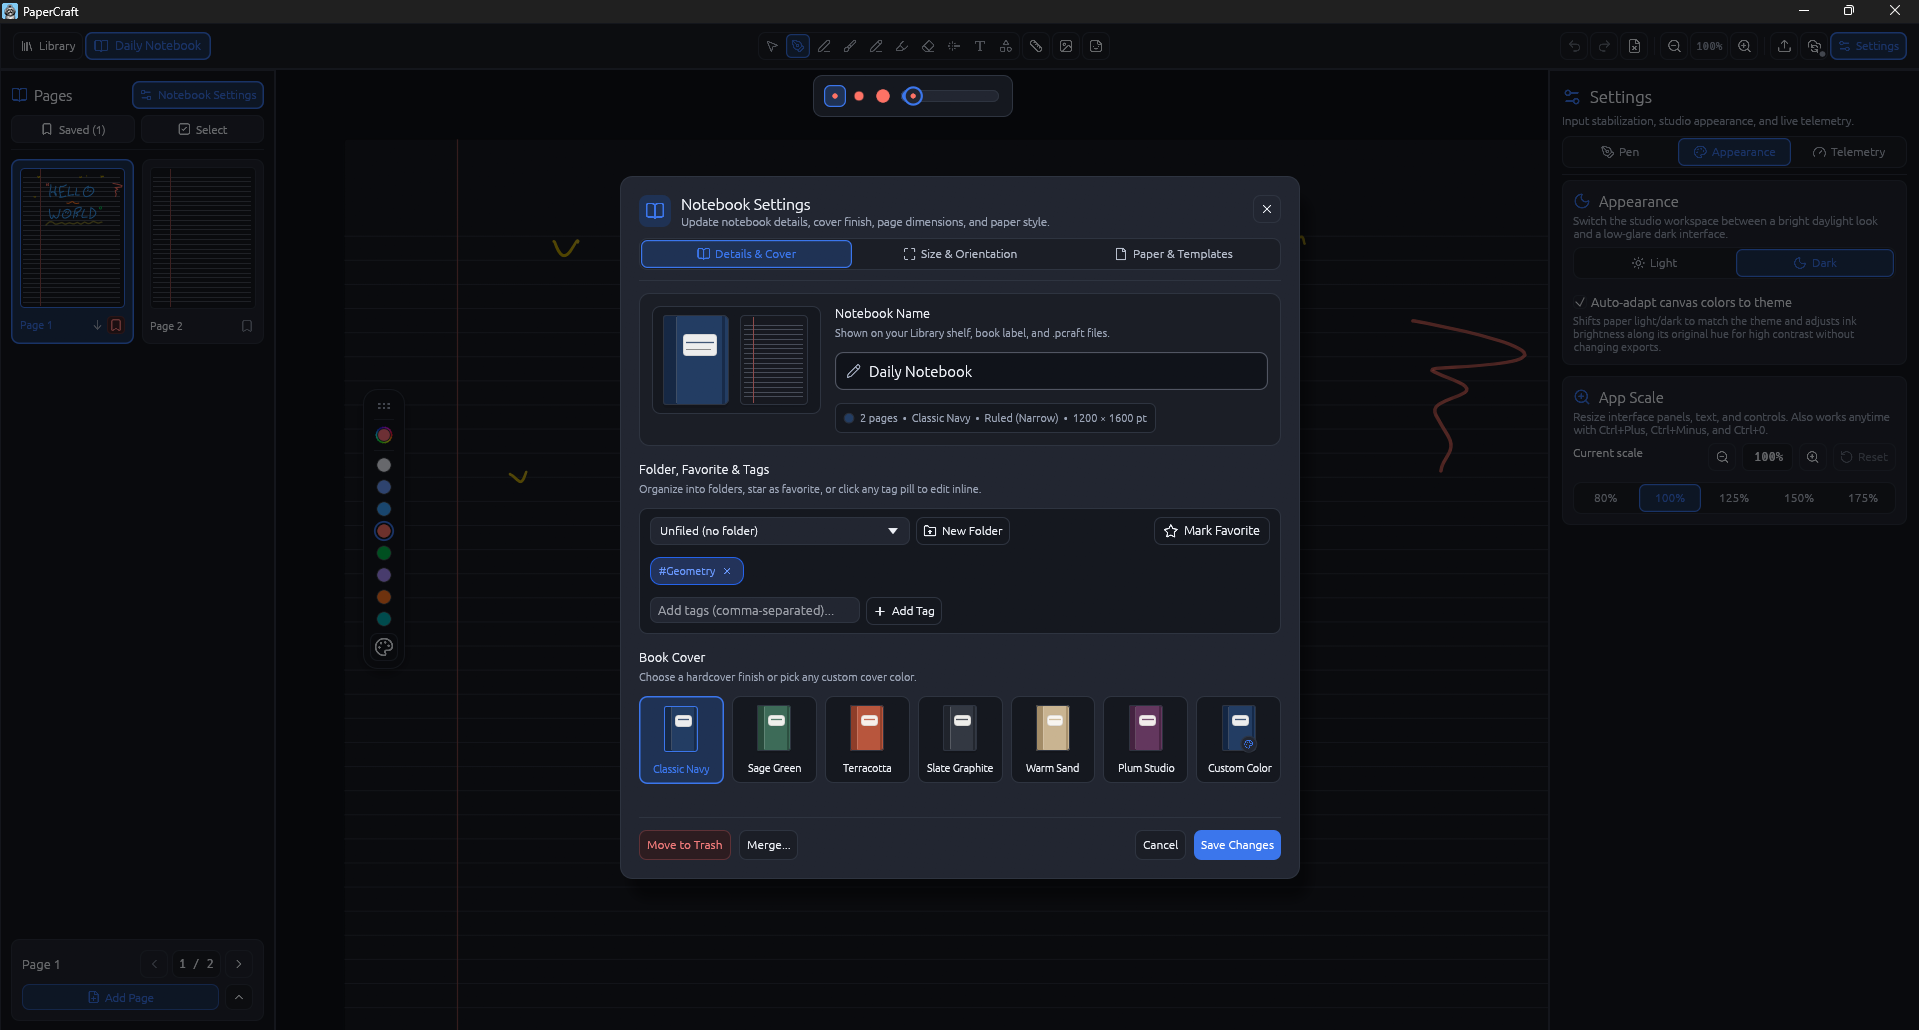 PaperCraft
Library
Daily Notebook
100%
Settings
Pages
Notebook Settings
Saved (1)
Select
"HELLO ?
WORLD"
Page 1
Page 2
Page 1
1 / 2
Add Page
Notebook Settings
Update notebook details, cover finish, page dimensions, and paper style.
Details & Cover
Size & Orientation
Paper & Templates
Notebook Name
Shown on your Library shelf, book label, and .pcraft files.
Daily Notebook
2 pages • Classic Navy • Ruled (Narrow) • 1200 × 1600 pt
Folder, Favorite & Tags
Organize into folders, star as favorite, or click any tag pill to edit inline.
Unfiled (no folder)
New Folder
Mark Favorite
#Geometry ×
Add tags (comma-separated)...
+ Add Tag
Book Cover
Choose a hardcover finish or pick any custom cover color.
Classic Navy
Sage Green
Terracotta
Slate Graphite
Warm Sand
Plum Studio
Custom Color
Move to Trash
Merge...
Cancel
Save Changes
Settings
Input stabilization, studio appearance, and live telemetry.
Pen
Appearance
Telemetry
Appearance
Switch the studio workspace between a bright daylight look
and a low-glare dark interface.
Light
Dark
Auto-adapt canvas colors to theme
Shifts paper light/dark to match the theme and adjusts ink
brightness along its original hue for high contrast without
changing exports.
App Scale
Resize interface panels, text, and controls. Also works anytime
with Ctrl+Plus, Ctrl+Minus, and Ctrl+0.
Current scale
100%
Reset
80%
100%
125%
150%
175%